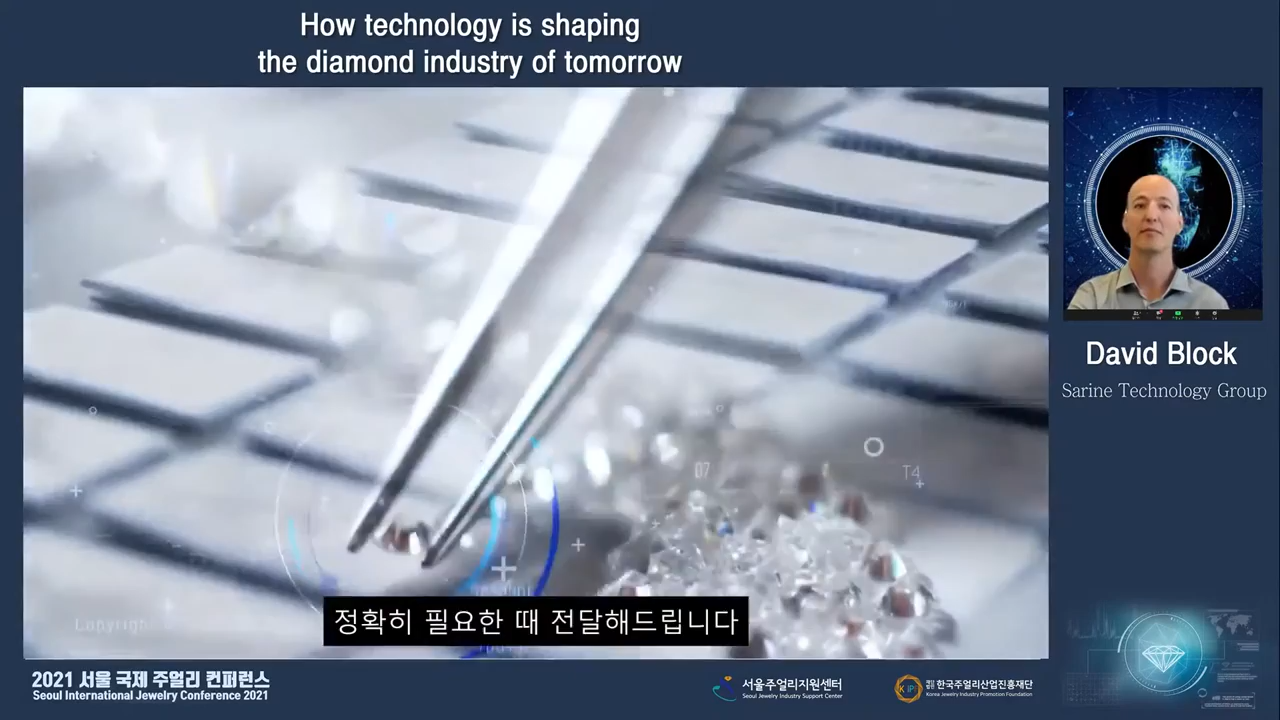 How technology is shaping
the diamond industry of tomorrow
07
T4
정확히 필요한 때 전달해드립니다
David Block
Sarine Technology Group
2021 서울 국제 주얼리 컨퍼런스
Seoul International Jewelry Conference 2021
서울주얼리지원센터
Seoul Jewelry Industry Support Center
한국주얼리산업진흥재단
Korea Jewelry Industry Promotion Foundation